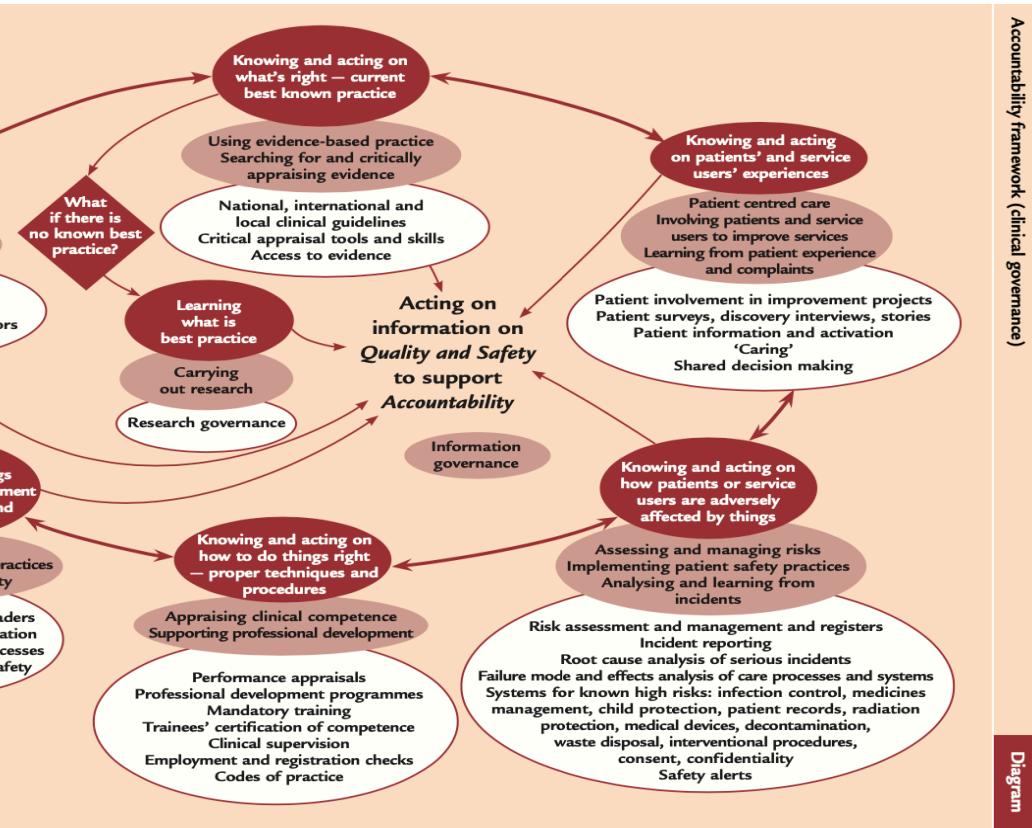 Knowing and acting on
what's right — current
best known practice
Using evidence-based practice
Searching for and critically
appraising evidence
National, international and
local clinical guidelines
Critical appraisal tools and skills
Access to evidence
What
if there is
no known best
practice?
Learning
what is
best practice
Carrying
out research
Research governance
Acting on
information on
Quality and Safety
to support
Accountability
Information
governance
Knowing and acting
on patients' and service
users' experiences
Patient centred care
Involving patients and service
users to improve services
Learning from patient experience
and complaints
Patient involvement in improvement projects
Patient surveys, discovery interviews, stories
Patient information and activation
‘Caring’
Shared decision making
Knowing and acting on
how patients or service
users are adversely
affected by things
Assessing and managing risks
Implementing patient safety practices
Analysing and learning from
incidents
Risk assessment and management and registers
Incident reporting
Root cause analysis of serious incidents
Failure mode and effects analysis of care processes and systems
Systems for known high risks: infection control, medicines
management, child protection, patient records, radiation
protection, medical devices, decontamination,
waste disposal, interventional procedures,
consent, confidentiality
Safety alerts
Knowing and acting on
how to do things right
— proper techniques and
procedures
Appraising clinical competence
Supporting professional development
Performance appraisals
Professional development programmes
Mandatory training
Trainees' certification of competence
Clinical supervision
Employment and registration checks
Codes of practice
ors
gs
ment
nd
ractices
ty
aders
ation
cesses
afety
Accountability framework (clinical governance)
Diagram